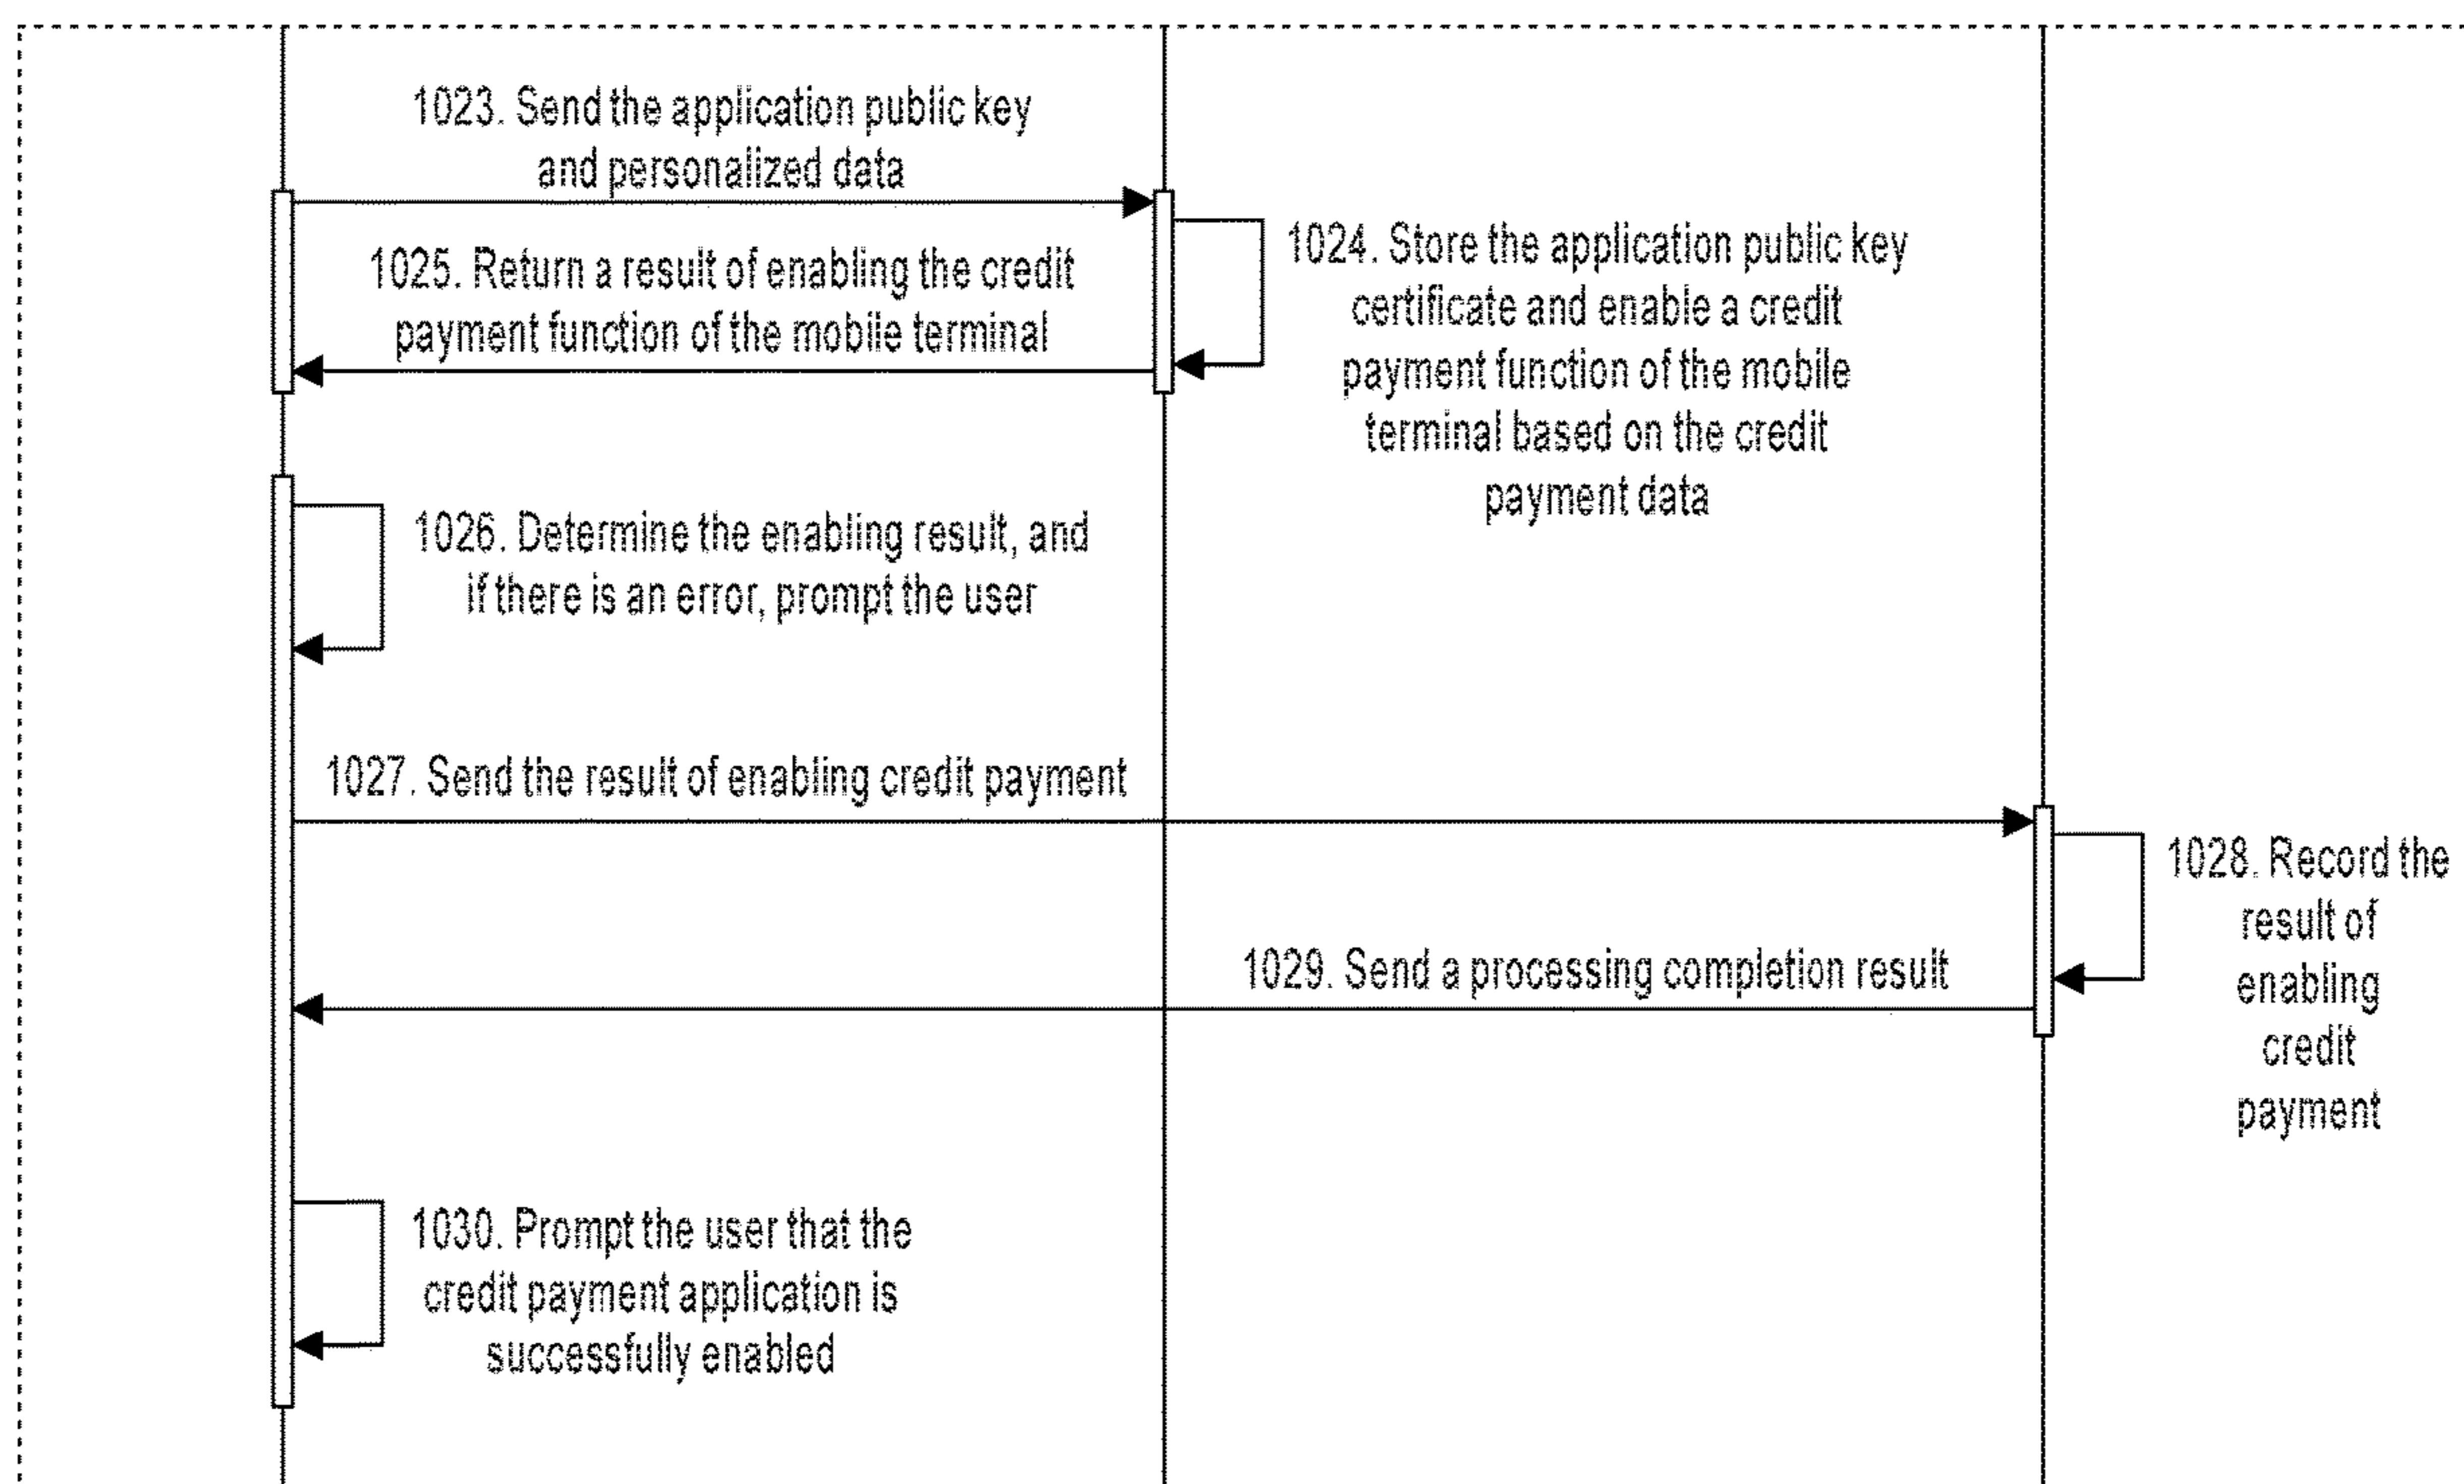 1023. Send the application public key
and personalized data
1025. Return a result of enabling the credit
payment function of the mobile terminal
1024. Store the application public key
certificate and enable a credit
payment function of the mobile
terminal based on the credit
payment data
1026. Determine the enabling result, and
if there is an error, prompt the user
1027. Send the result of enabling credit payment
1028. Record the
result of
enabling
credit
payment
1029. Send a processing completion result
1030. Prompt the user that the
credit payment application is
successfully enabled